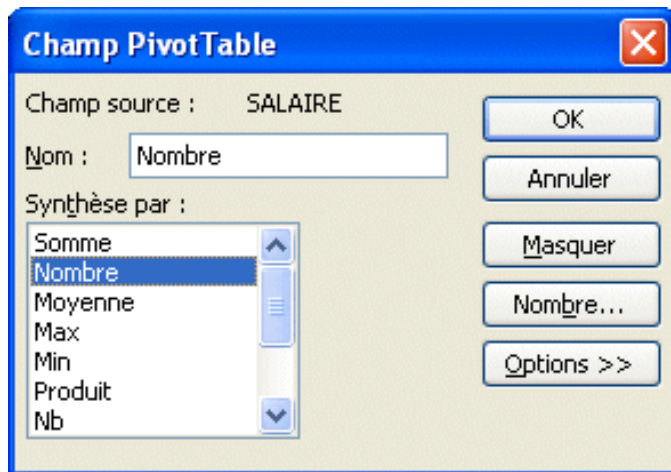 Champ PivotTable
Champ source : SALAIRE
Nom : Nombre
Synthèse par :
Somme
Nombre
Moyenne
Max
Min
Produit
Nb
OK
Annuler
Masquer
Nombre...
Options >>